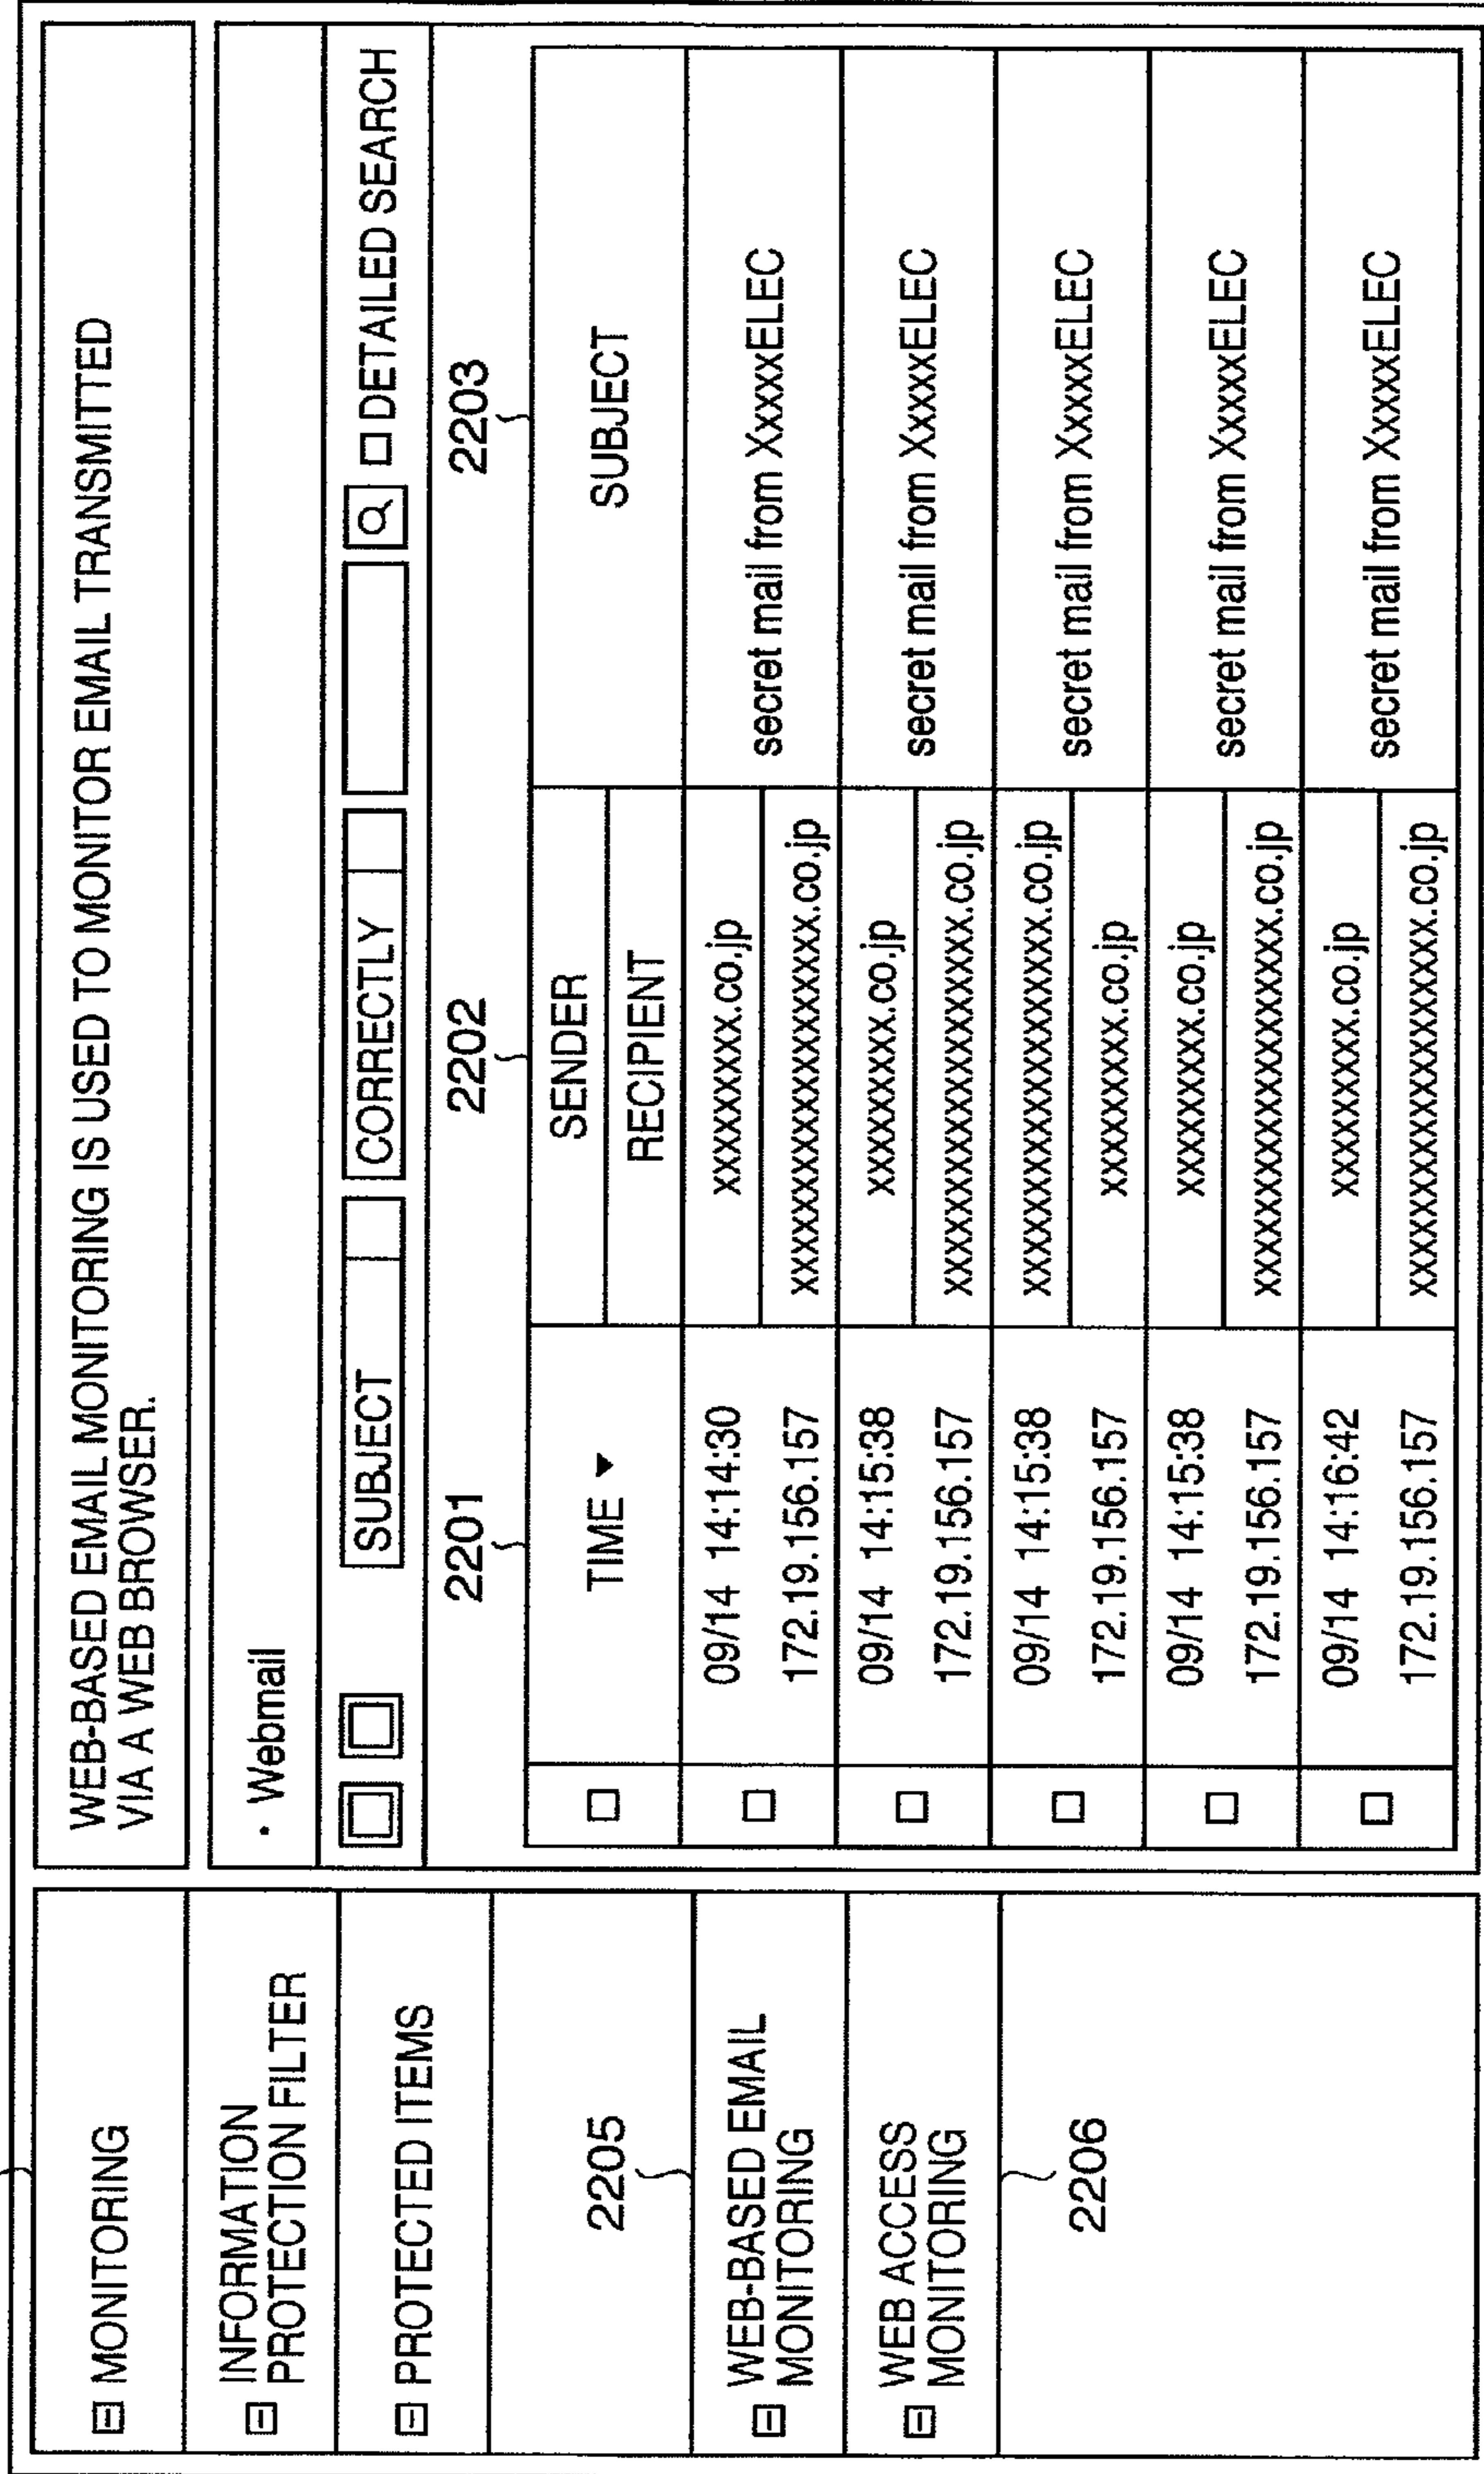 MONITORING
INFORMATION
PROTECTION FILTER
PROTECTED ITEMS
2205
WEB-BASED EMAIL
MONITORING
WEB ACCESS
MONITORING
2206
WEB-BASED EMAIL MONITORING IS USED TO MONITOR EMAIL TRANSMITTED
VIA A WEB BROWSER.
· Webmail
SUBJECT CORRECTLY DETAILED SEARCH
2201 2202 2203
TIME ▼ SENDER SUBJECT
RECIPIENT
09/14 14:14:30 xxxxxxxxx.co.jp secret mail from XxxxxELEC
172.19.156.157 xxxxxxxxxxxxxxxxxx.co.jp
09/14 14:15:38 xxxxxxxxx.co.jp secret mail from XxxxxELEC
172.19.156.157 xxxxxxxxxxxxxxxxxx.co.jp
09/14 14:15:38 xxxxxxxxxxxxxxxxxx.co.jp secret mail from XxxxxELEC
172.19.156.157 xxxxxxxxx.co.jp
09/14 14:15:38 xxxxxxxxx.co.jp secret mail from XxxxxELEC
172.19.156.157 xxxxxxxxxxxxxxxxxx.co.jp
09/14 14:16:42 xxxxxxxxx.co.jp secret mail from XxxxxELEC
172.19.156.157 xxxxxxxxxxxxxxxxxx.co.jp